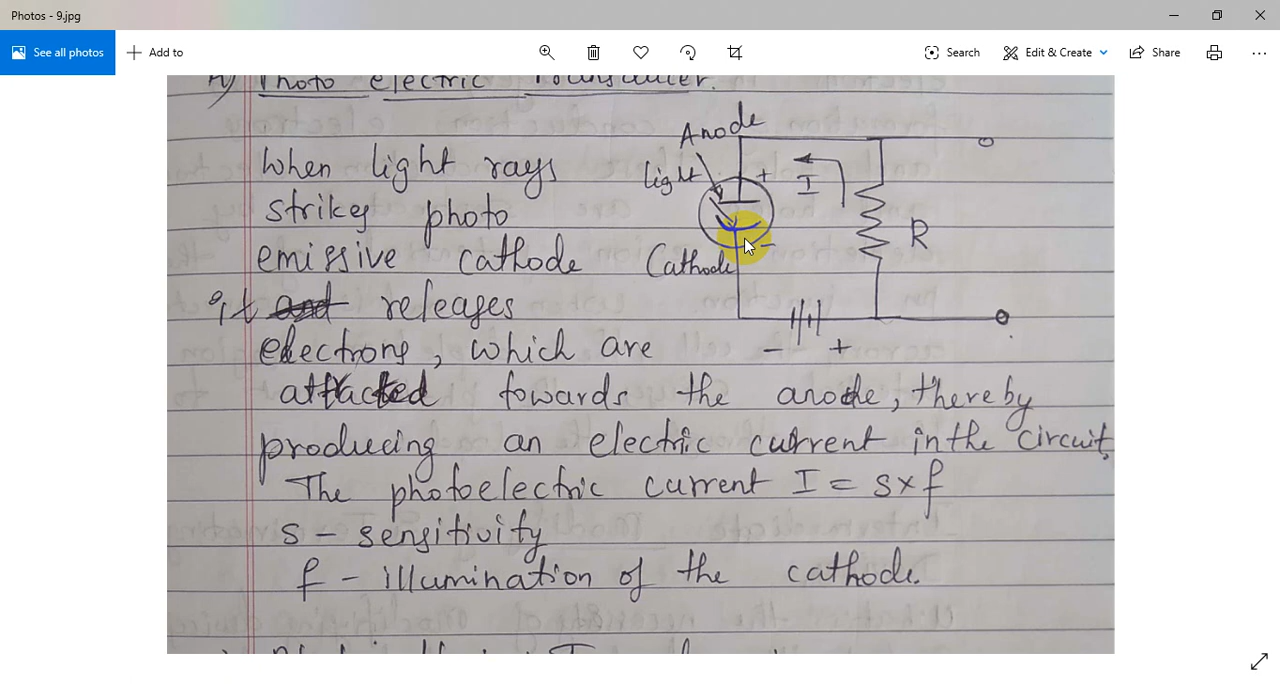 Photos - 9.jpg
See all photos
Add to
Search
Edit & Create
Share
Photo electric Transducer.
Anode
light
+
I
R
-
Cathode
- +
when light rays
strikes photo
emissive cathode
it and releases
electrons, which are
attracted towards the anode, thereby
producing an electric current in the circuit,
The photoelectric current I = s x f
s - sensitivity
f - illumination of the cathode.